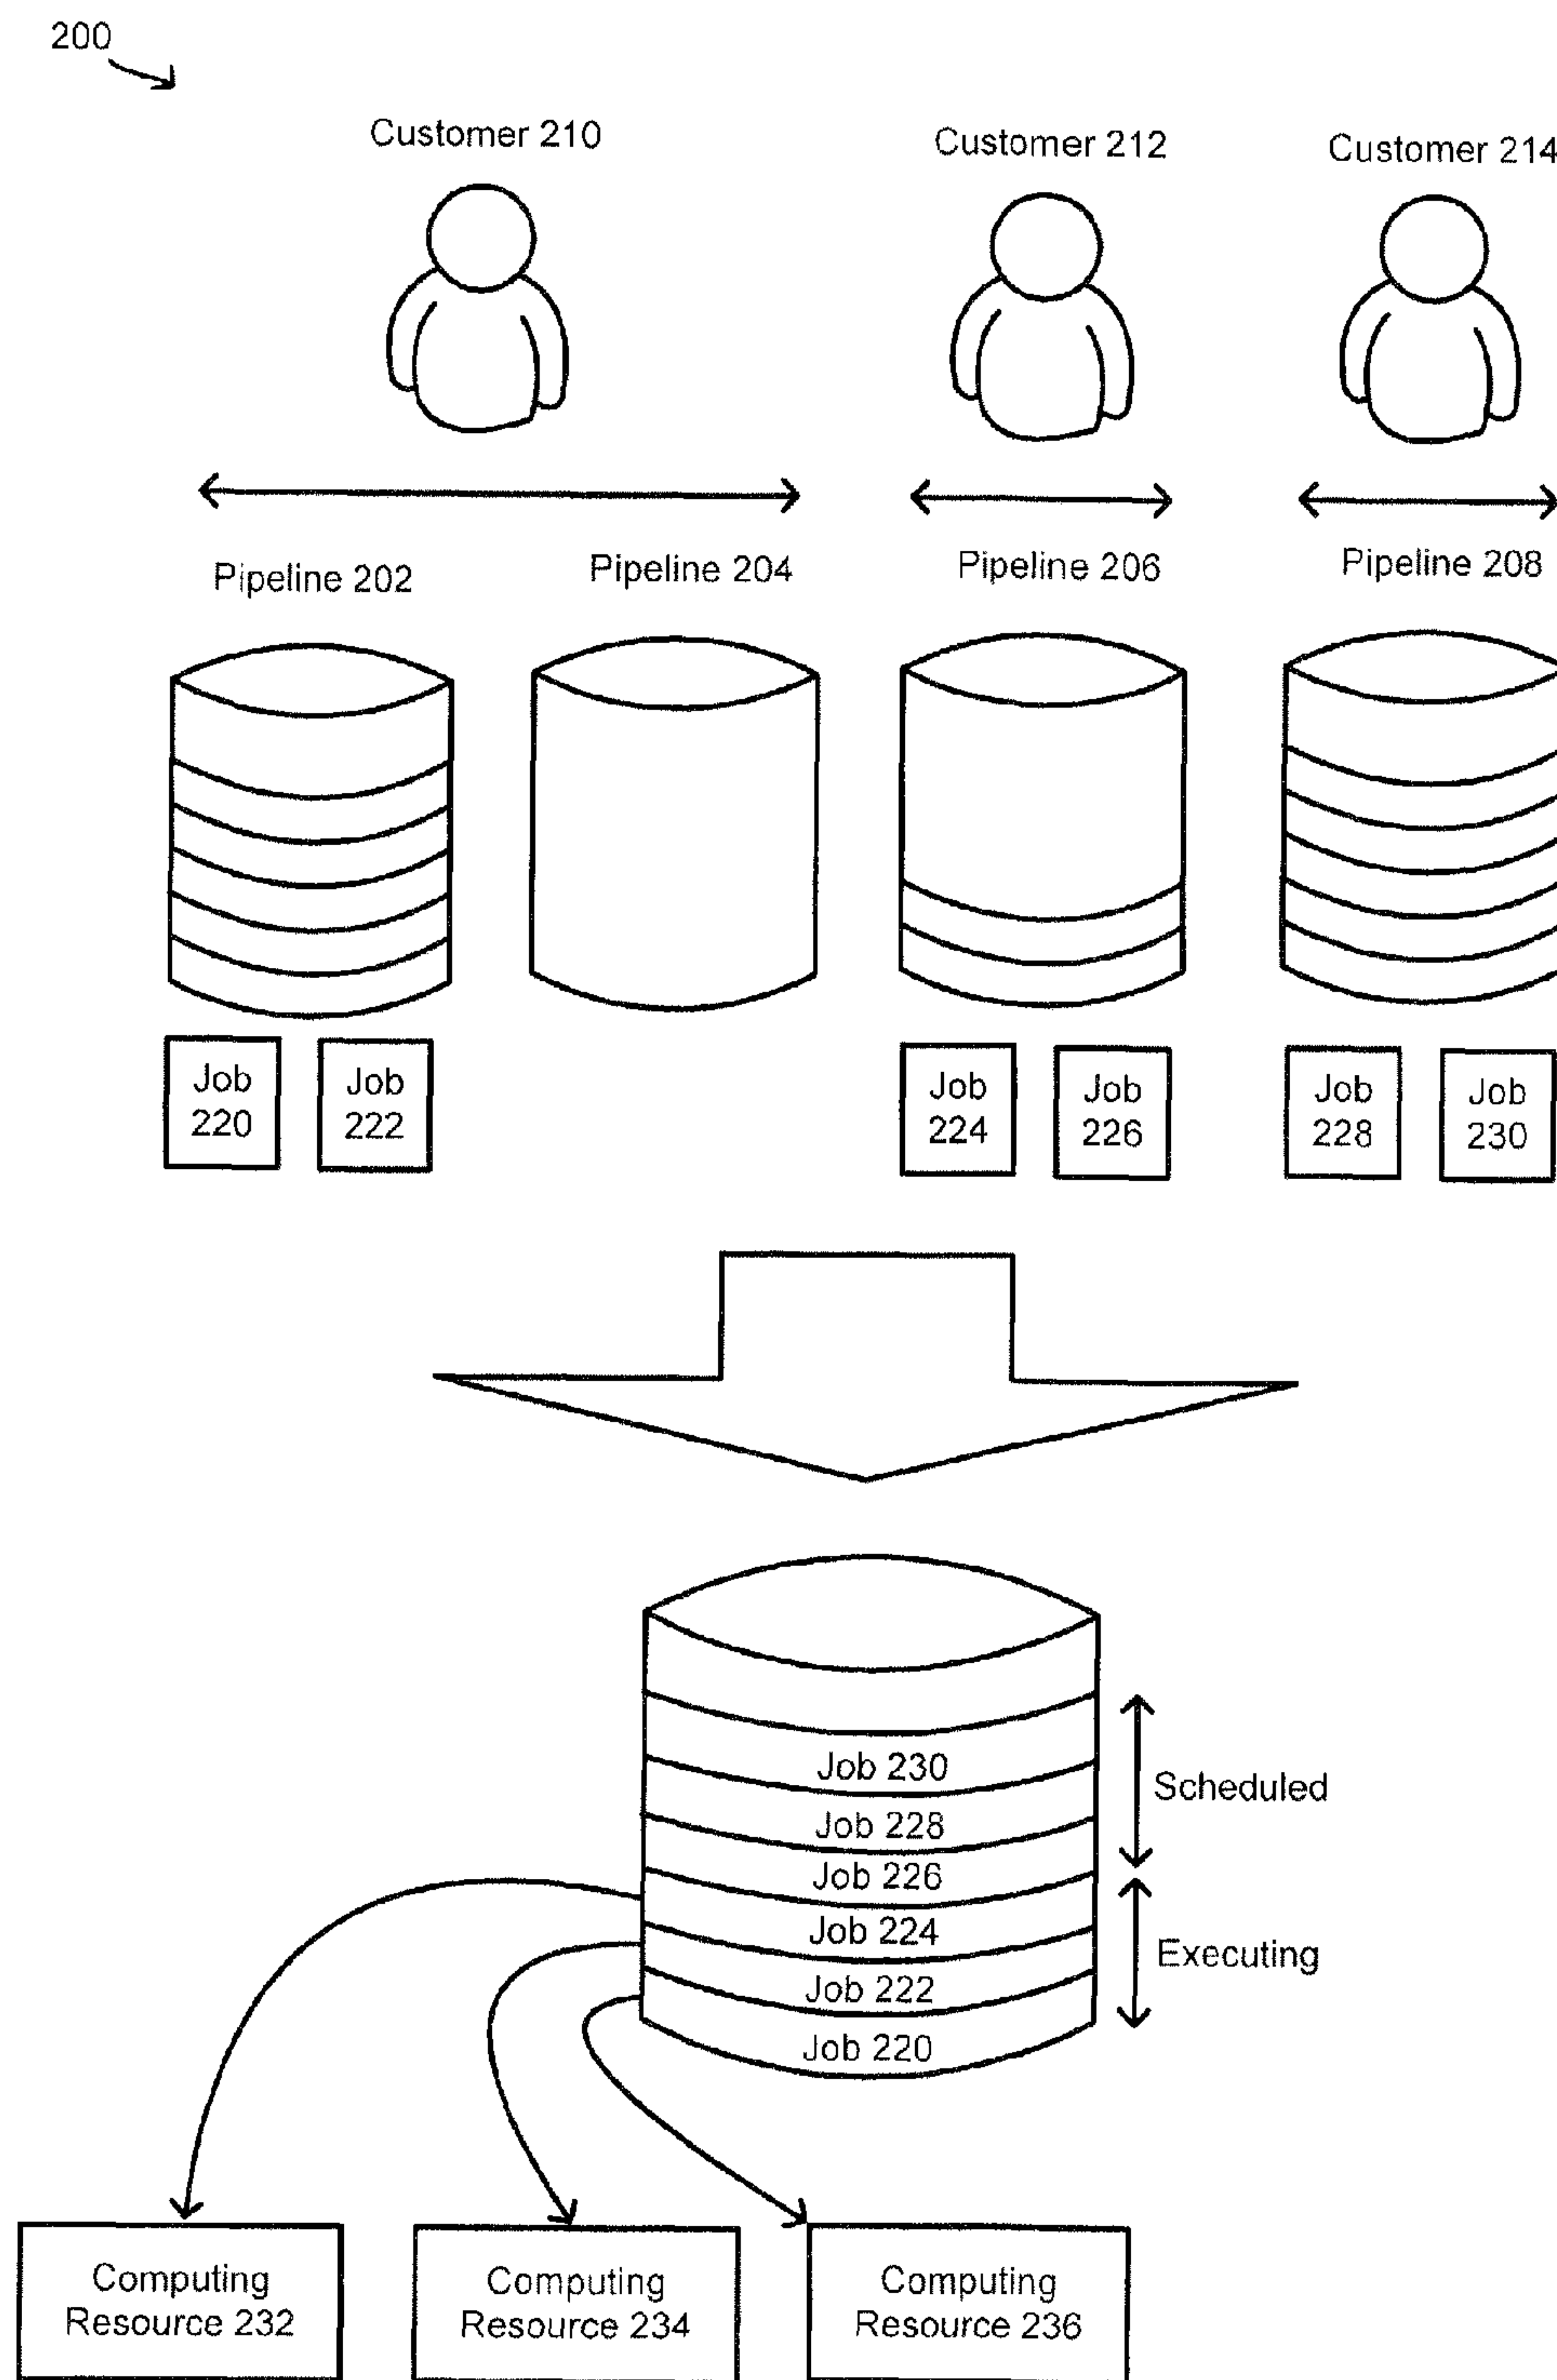 200
Customer 210
Customer 212
Customer 214
Pipeline 202
Pipeline 204
Pipeline 206
Pipeline 208
Job
220
Job
222
Job
224
Job
226
Job
228
Job
230
Job 230
Job 228
Job 226
Job 224
Job 222
Job 220
Scheduled
Executing
Computing
Resource 232
Computing
Resource 234
Computing
Resource 236